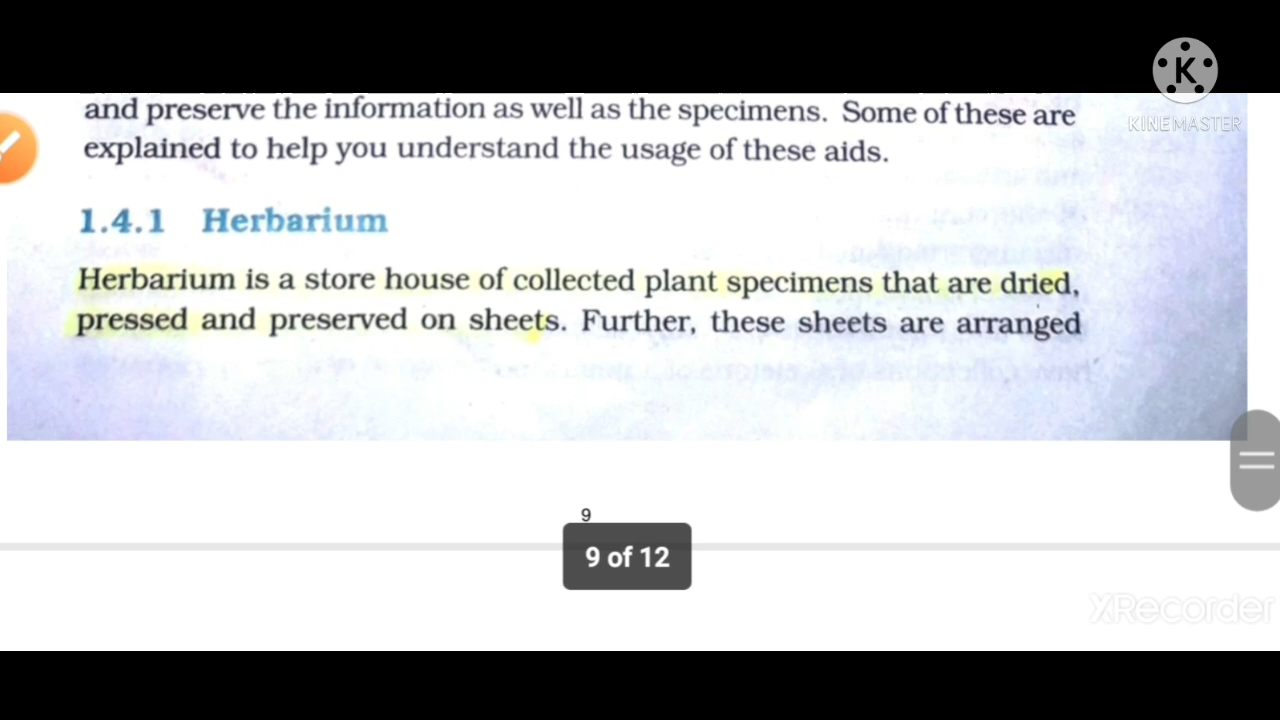 KINEMASTER
and preserve the information as well as the specimens. Some of these are
explained to help you understand the usage of these aids.
1.4.1 Herbarium
Herbarium is a store house of collected plant specimens that are dried,
pressed and preserved on sheets. Further, these sheets are arranged
9
9 of 12
XRecorder